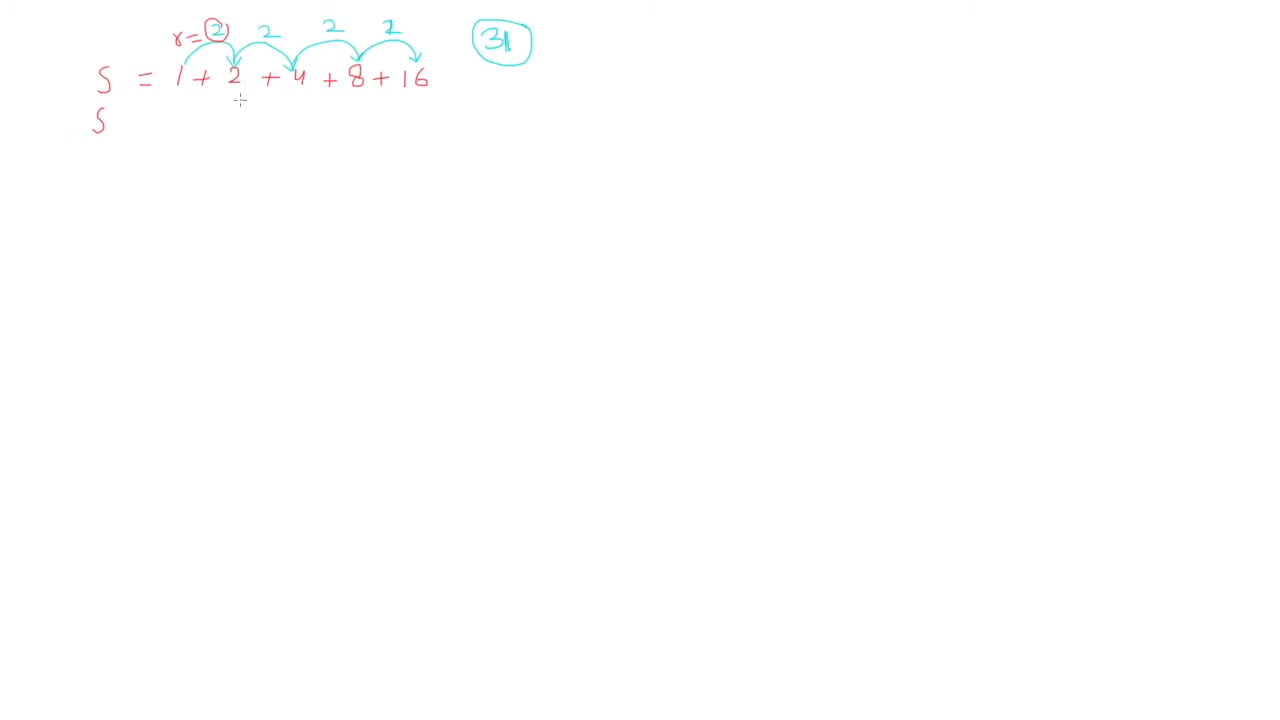 r = 2 2 2 2
31
S = 1 + 2 + 4 + 8 + 16
S